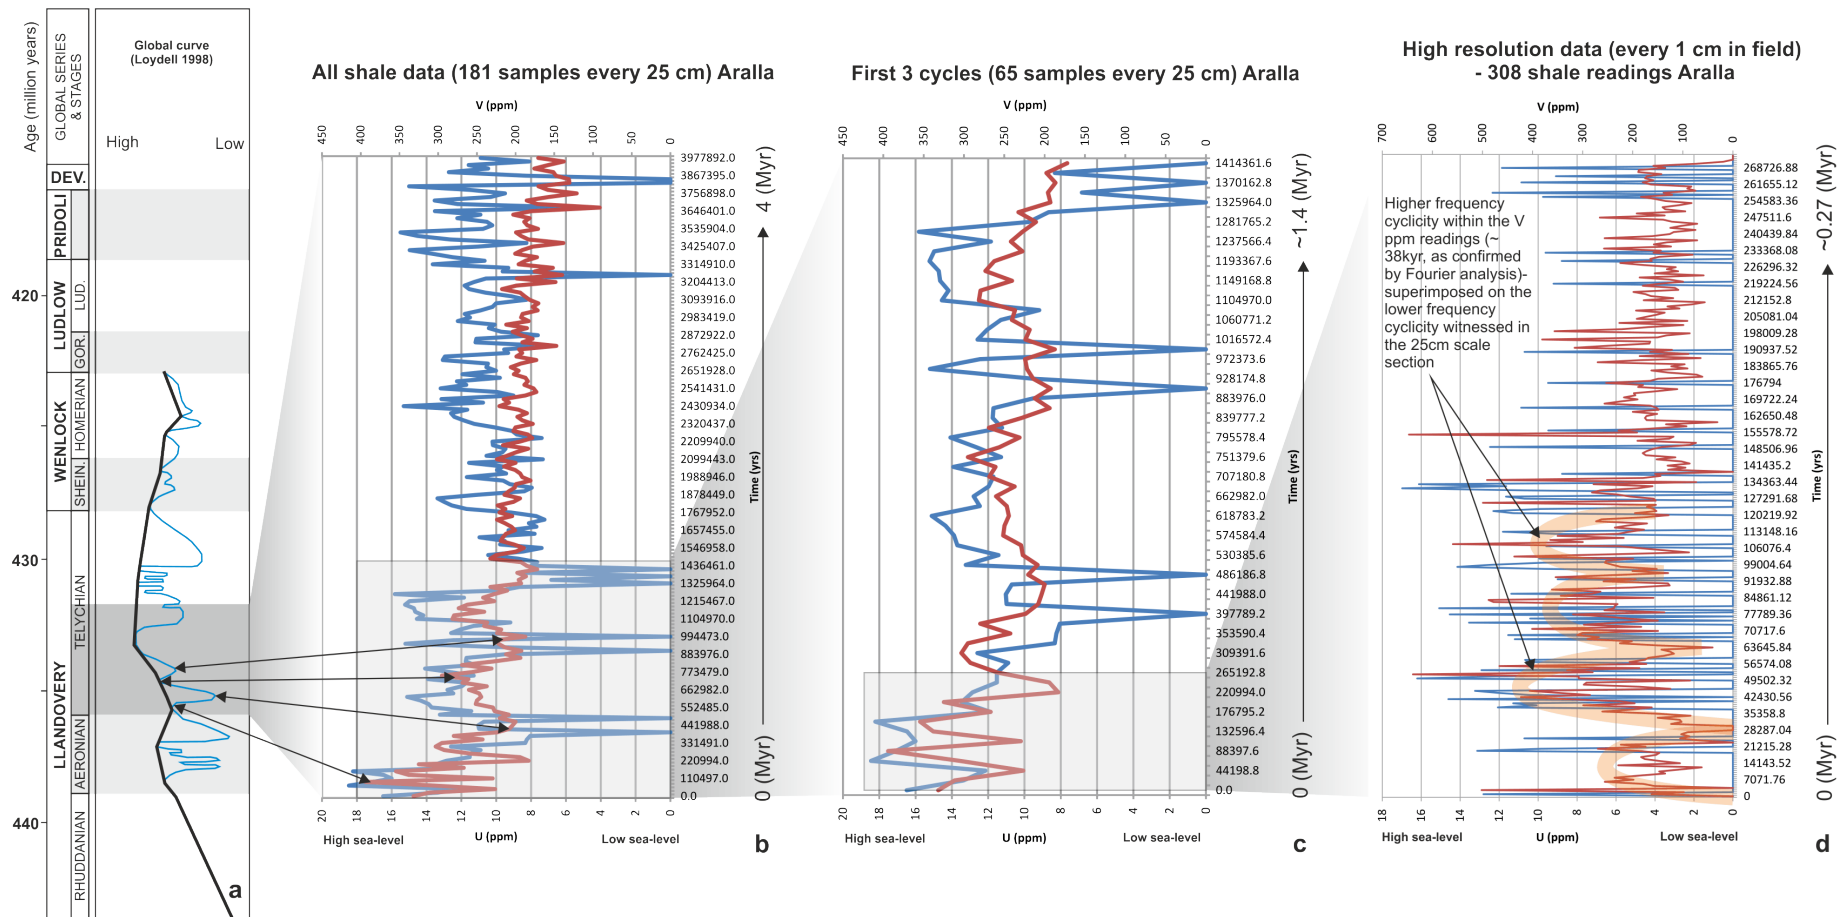 Age (million years)
GLOBAL SERIES
& STAGES
Global curve
(Loydell 1998)
High
Low
DEV.
PRIDOLI
LUDLOW
LUD.
GOR.
WENLOCK
HOMERIAN
SHEIN.
LLANDOVERY
TELYCHIAN
AERONIAN
RHUDDANIAN
420
430
440
a
All shale data (181 samples every 25 cm) Aralla
V (ppm)
450
400
350
300
250
200
150
100
50
0
3977892.0
3867395.0
3756898.0
3646401.0
3535904.0
3425407.0
3314910.0
3204413.0
3093916.0
2983419.0
2872922.0
2762425.0
2651928.0
2541431.0
2430934.0
2320437.0
2209940.0
2099443.0
1988946.0
1878449.0
1767952.0
1657455.0
1546958.0
1436461.0
1325964.0
1215467.0
1104970.0
994473.0
883976.0
773479.0
662982.0
552485.0
441988.0
331491.0
220994.0
110497.0
0.0
4 (Myr)
Time (yrs)
0 (Myr)
20
18
16
14
12
10
8
6
4
2
0
High sea-level
U (ppm)
Low sea-level
b
First 3 cycles (65 samples every 25 cm) Aralla
V (ppm)
450
400
350
300
250
200
150
100
50
0
1414361.6
1370162.8
1325964.0
1281765.2
1237566.4
1193367.6
1149168.8
1104970.0
1060771.2
1016572.4
972373.6
928174.8
883976.0
839777.2
795578.4
751379.6
707180.8
662982.0
618783.2
574584.4
530385.6
486186.8
441988.0
397789.2
353590.4
309391.6
265192.8
220994.0
176795.2
132596.4
88397.6
44198.8
0.0
~1.4 (Myr)
Time (yrs)
0 (Myr)
20
18
16
14
12
10
8
6
4
2
0
High sea-level
U (ppm)
Low sea-level
c
High resolution data (every 1 cm in field)
- 308 shale readings Aralla
V (ppm)
700
600
500
400
300
200
100
0
Higher frequency
cyclicity within the V
ppm readings (~
38kyr, as confirmed
by Fourier analysis)-
superimposed on the
lower frequency
cyclicity witnessed in
the 25cm scale
section
268726.88
261655.12
254583.36
247511.6
240439.84
233368.08
226296.32
219224.56
212152.8
205081.04
198009.28
190937.52
183865.76
176794
169722.24
162650.48
155578.72
148506.96
141435.2
134363.44
127291.68
120219.92
113148.16
106076.4
99004.64
91932.88
84861.12
77789.36
70717.6
63645.84
56574.08
49502.32
42430.56
35358.8
28287.04
21215.28
14143.52
7071.76
0
~0.27 (Myr)
Time (yrs)
0 (Myr)
18
16
14
12
10
8
6
4
2
0
High sea-level
U (ppm)
Low sea-level
d